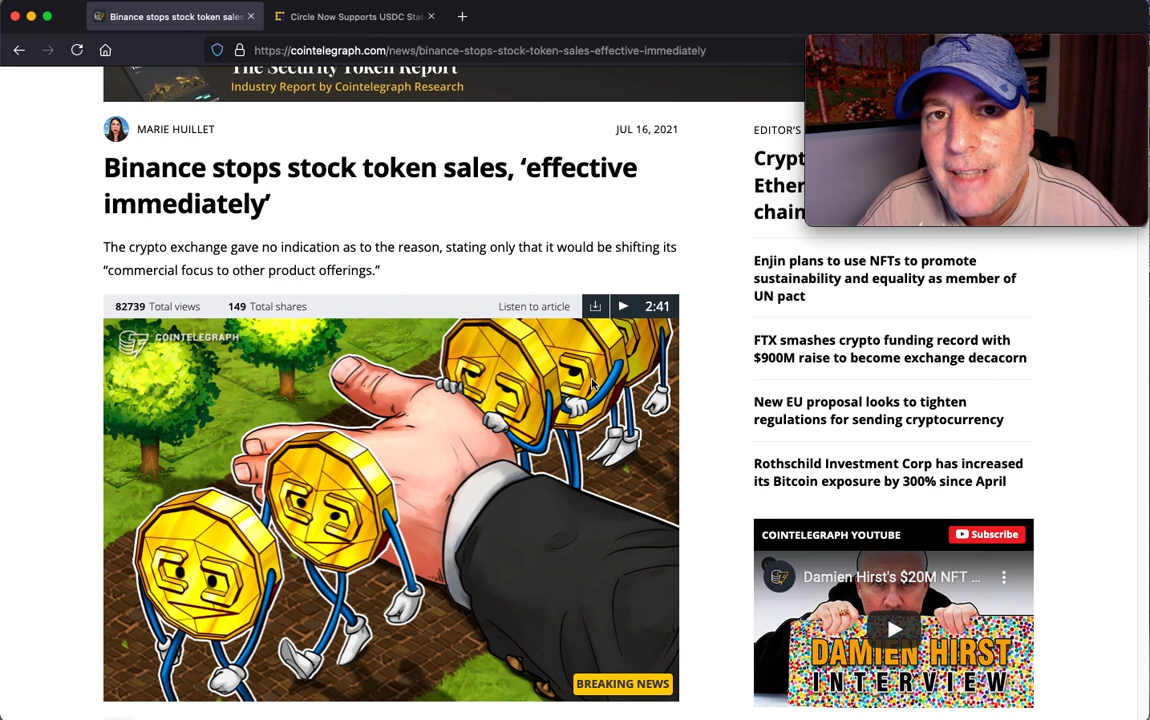 Binance stops stock token sales
Circle Now Supports USDC Stab
https://cointelegraph.com/news/binance-stops-stock-token-sales-effective-immediately
The Security Token Report
Industry Report by Cointelegraph Research
MARIE HUILLET
JUL 16, 2021
Binance stops stock token sales, ‘effective
immediately’
The crypto exchange gave no indication as to the reason, stating only that it would be shifting its
“commercial focus to other product offerings.”
82739 Total views
149 Total shares
Listen to article
2:41
COINTELEGRAPH
BREAKING NEWS
EDITOR’S
Crypt
Ether
chain
Enjin plans to use NFTs to promote
sustainability and equality as member of
UN pact
FTX smashes crypto funding record with
$900M raise to become exchange decacorn
New EU proposal looks to tighten
regulations for sending cryptocurrency
Rothschild Investment Corp has increased
its Bitcoin exposure by 300% since April
COINTELEGRAPH YOUTUBE
Subscribe
Damien Hirst's $20M NFT ...
DAMIEN HIRST
INTERVIEW